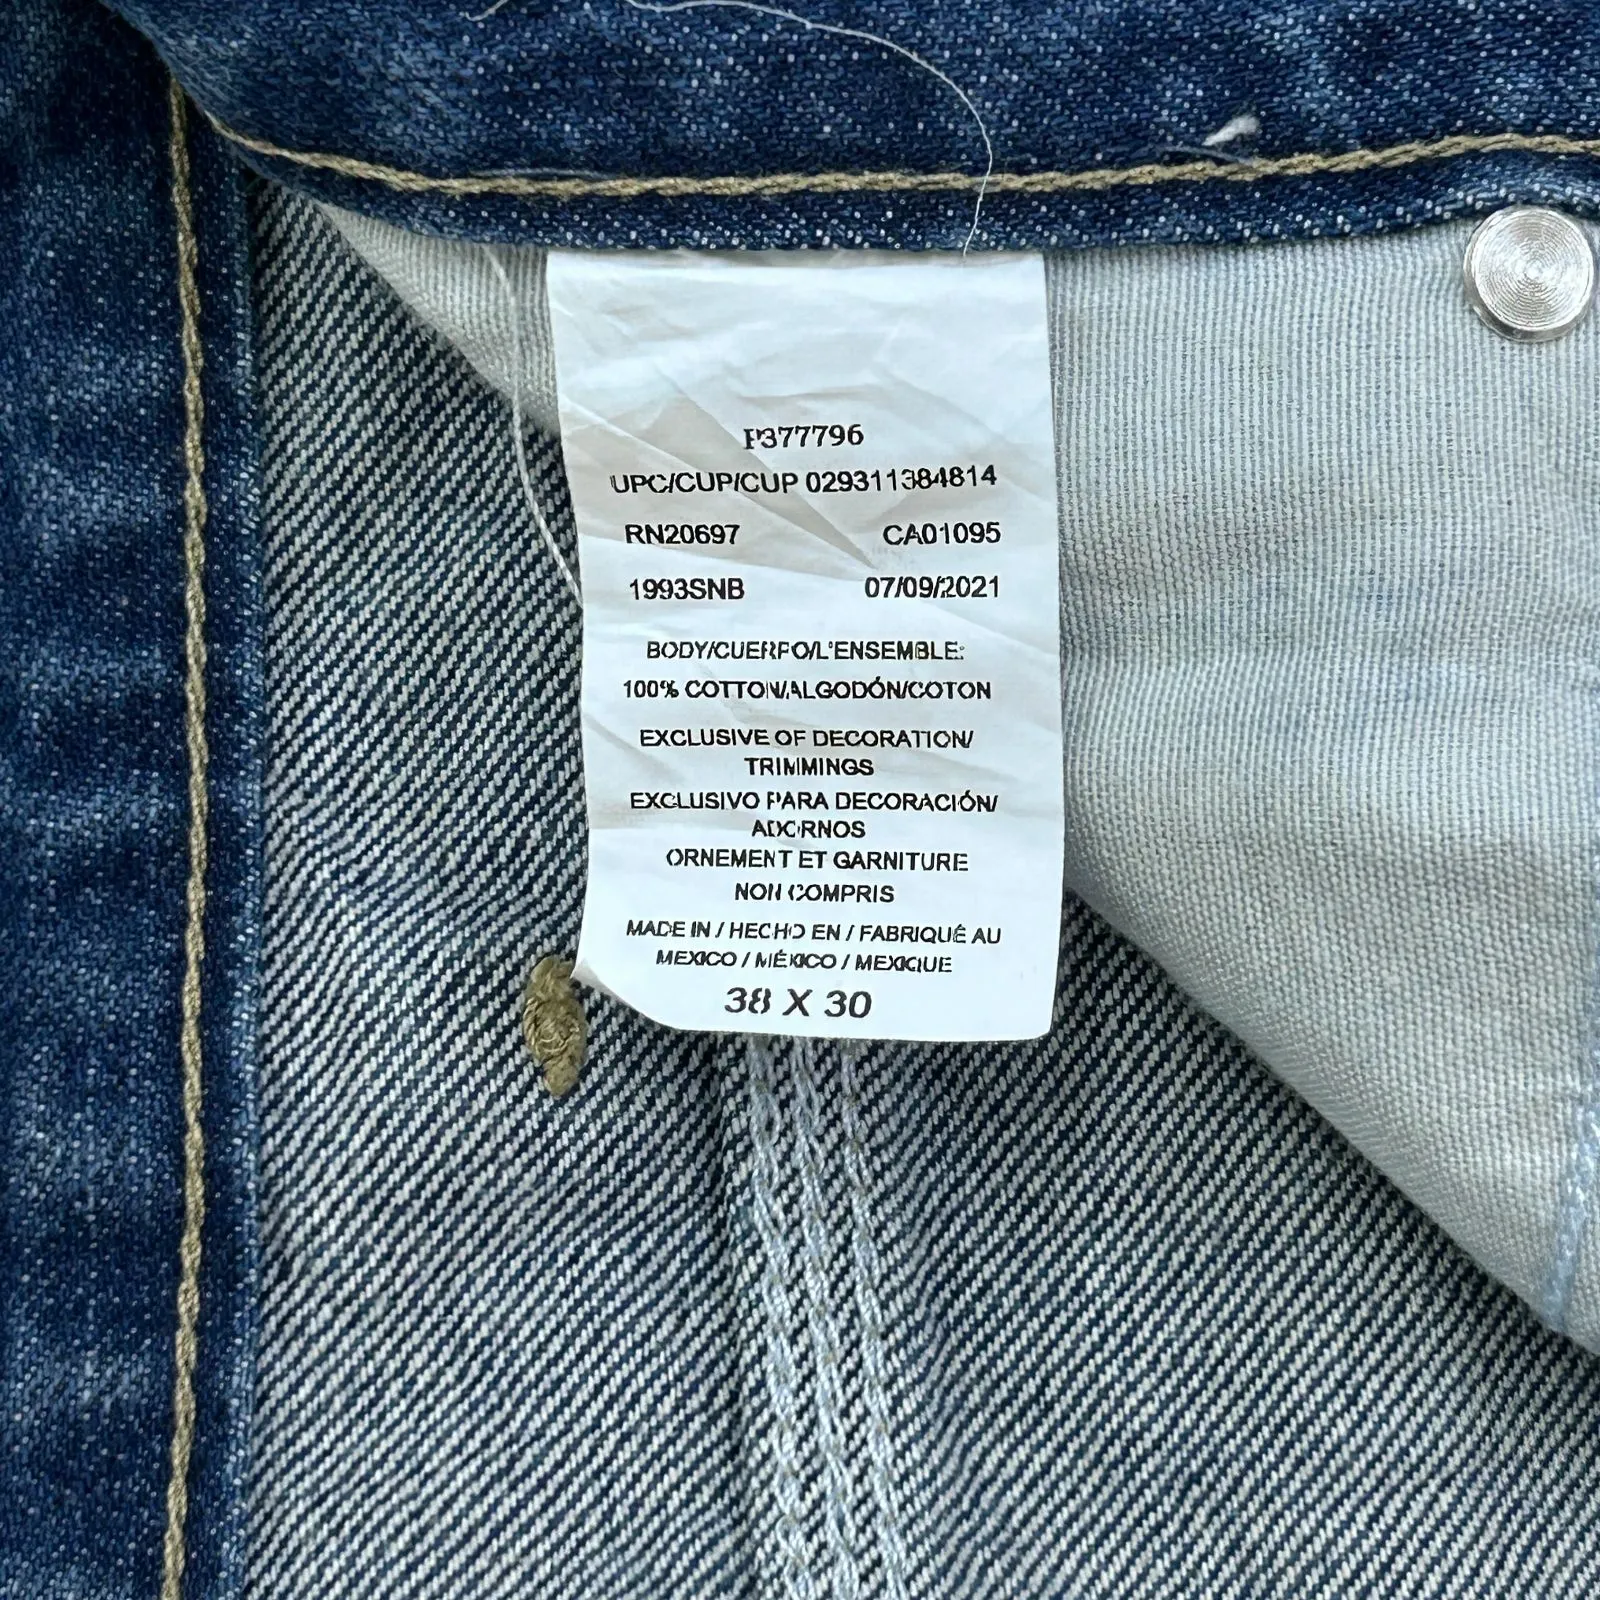 P377796
UPC/CUP/CUP 029311384814
RN20697 CA01095
1993SNB 07/09/2021
BODY/CUERPO/L'ENSEMBLE:
100% COTTON/ALGODÓN/COTON
EXCLUSIVE OF DECORATION/
TRIMMINGS
EXCLUSIVO PARA DECORACIÓN/
ADORNOS
ORNEMENT ET GARNITURE
NON COMPRIS
MADE IN / HECHO EN / FABRIQUÉ AU
MEXICO / MÉXICO / MEXIQUE
38 X 30